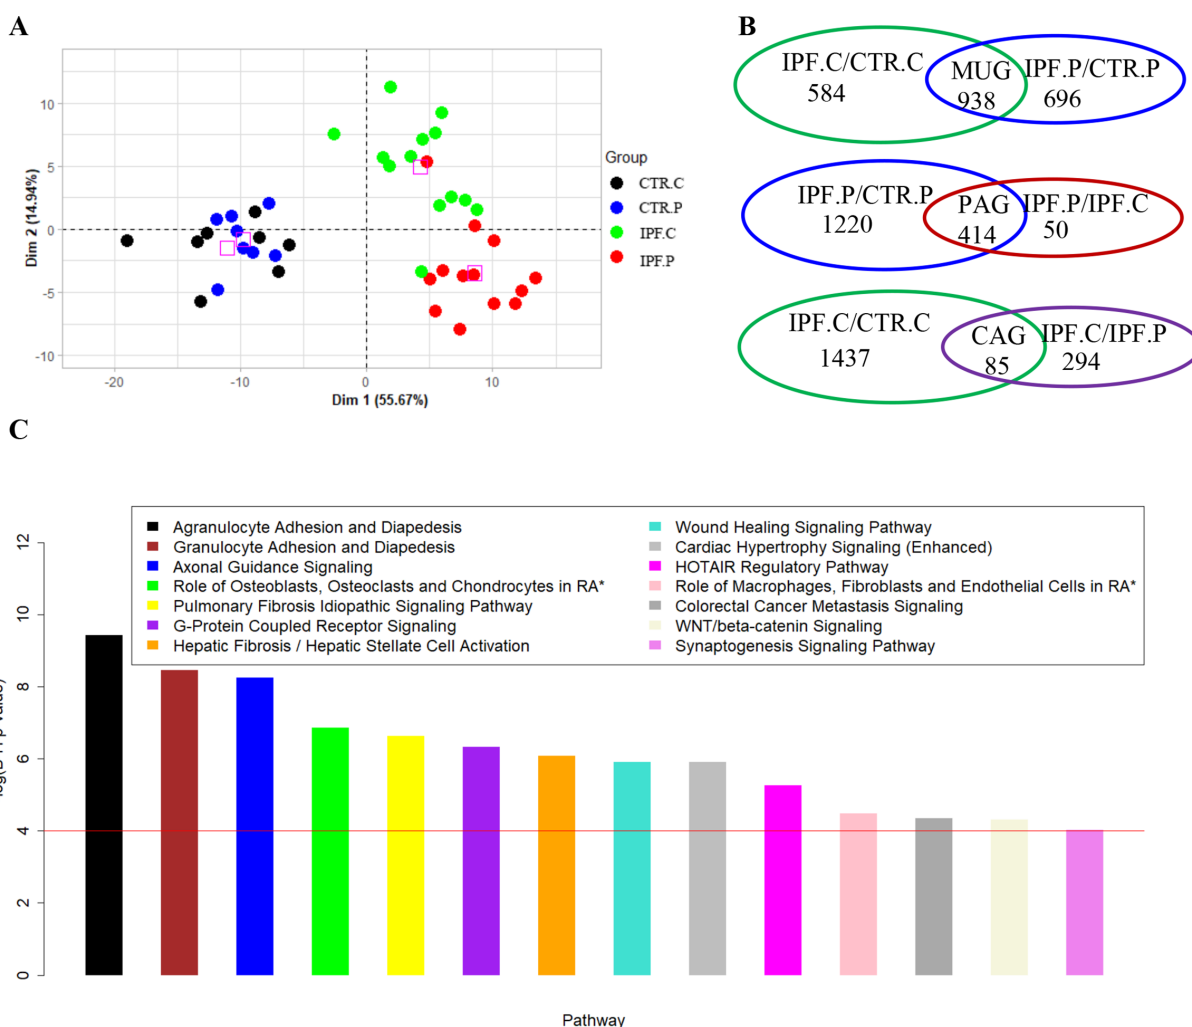 A
10
5
0
-5
-10
Dim 2 (14.94%)
-20
-10
0
10
Dim 1 (55.67%)
Group
CTR.C
CTR.P
IPF.C
IPF.P
B
IPF.C/CTR.C
584
MUG
938
IPF.P/CTR.P
696
IPF.P/CTR.P
1220
PAG
414
IPF.P/IPF.C
50
IPF.C/CTR.C
1437
CAG
85
IPF.C/IPF.P
294
C
Agranulocyte Adhesion and Diapedesis
Granulocyte Adhesion and Diapedesis
Axonal Guidance Signaling
Role of Osteoblasts, Osteoclasts and Chondrocytes in RA*
Pulmonary Fibrosis Idiopathic Signaling Pathway
G-Protein Coupled Receptor Signaling
Hepatic Fibrosis / Hepatic Stellate Cell Activation
Wound Healing Signaling Pathway
Cardiac Hypertrophy Signaling (Enhanced)
HOTAIR Regulatory Pathway
Role of Macrophages, Fibroblasts and Endothelial Cells in RA*
Colorectal Cancer Metastasis Signaling
WNT/beta-catenin Signaling
Synaptogenesis Signaling Pathway
12
10
8
6
4
2
0
Pathway